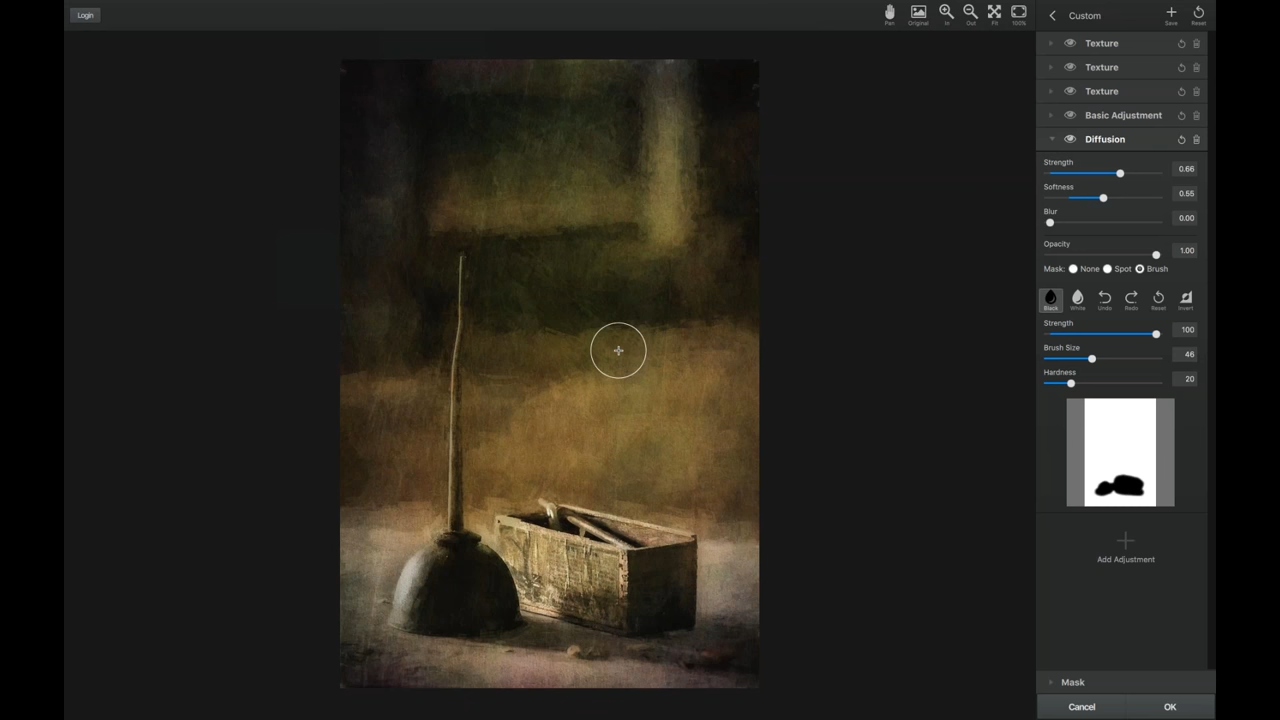 Login
Pan Original In Out Fit 100%
Custom
Save Reset
Texture
Texture
Texture
Basic Adjustment
Diffusion
Strength
0.66
Softness
0.55
Blur
0.00
Opacity
1.00
Mask: None Spot Brush
Black White Undo Redo Reset Invert
Strength
100
Brush Size
46
Hardness
20
Add Adjustment
Mask
Cancel OK